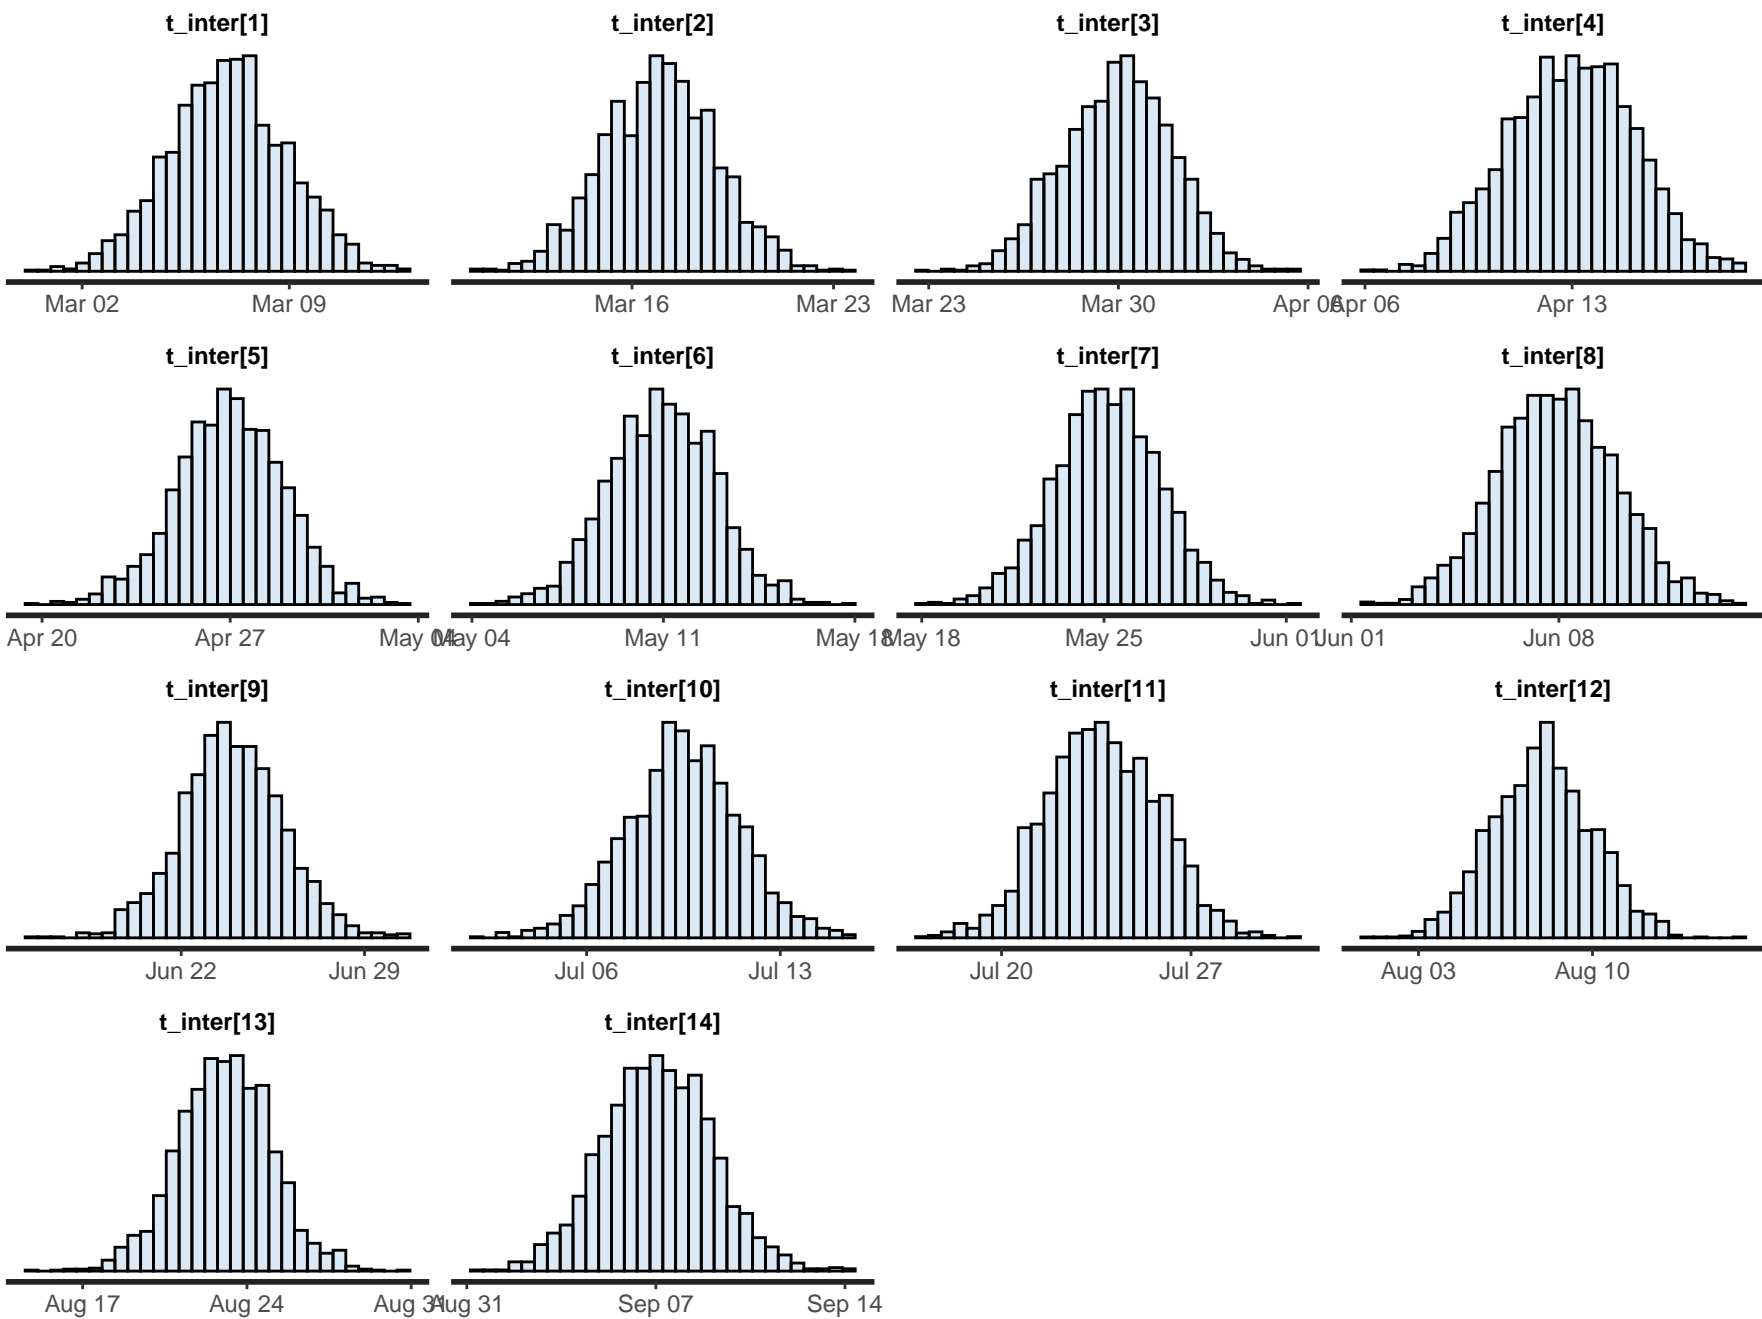 t_inter[1] t_inter[2] t_inter[3] t_inter[4]
Mar 02 Mar 09 Mar 16 Mar 23 Mar 23 Mar 30 Apr 06 Apr 06 Apr 13
t_inter[5] t_inter[6] t_inter[7] t_inter[8]
Apr 20 Apr 27 May 04 May 04 May 11 May 18 May 18 May 25 Jun 01 Jun 01 Jun 08
t_inter[9] t_inter[10] t_inter[11] t_inter[12]
Jun 22 Jun 29 Jul 06 Jul 13 Jul 20 Jul 27 Aug 03 Aug 10
t_inter[13] t_inter[14]
Aug 17 Aug 24 Aug 31 Aug 31 Sep 07 Sep 14